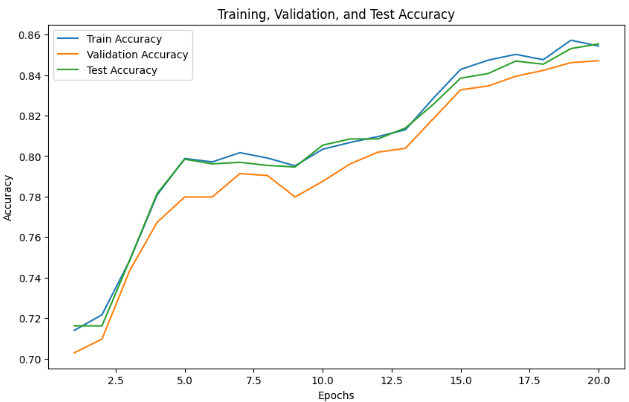 Training, Validation, and Test Accuracy
Train Accuracy
Validation Accuracy
Test Accuracy
0.86
0.84
0.82
0.80
0.78
0.76
0.74
0.72
0.70
Accuracy
2.5 5.0 7.5 10.0 12.5 15.0 17.5 20.0
Epochs